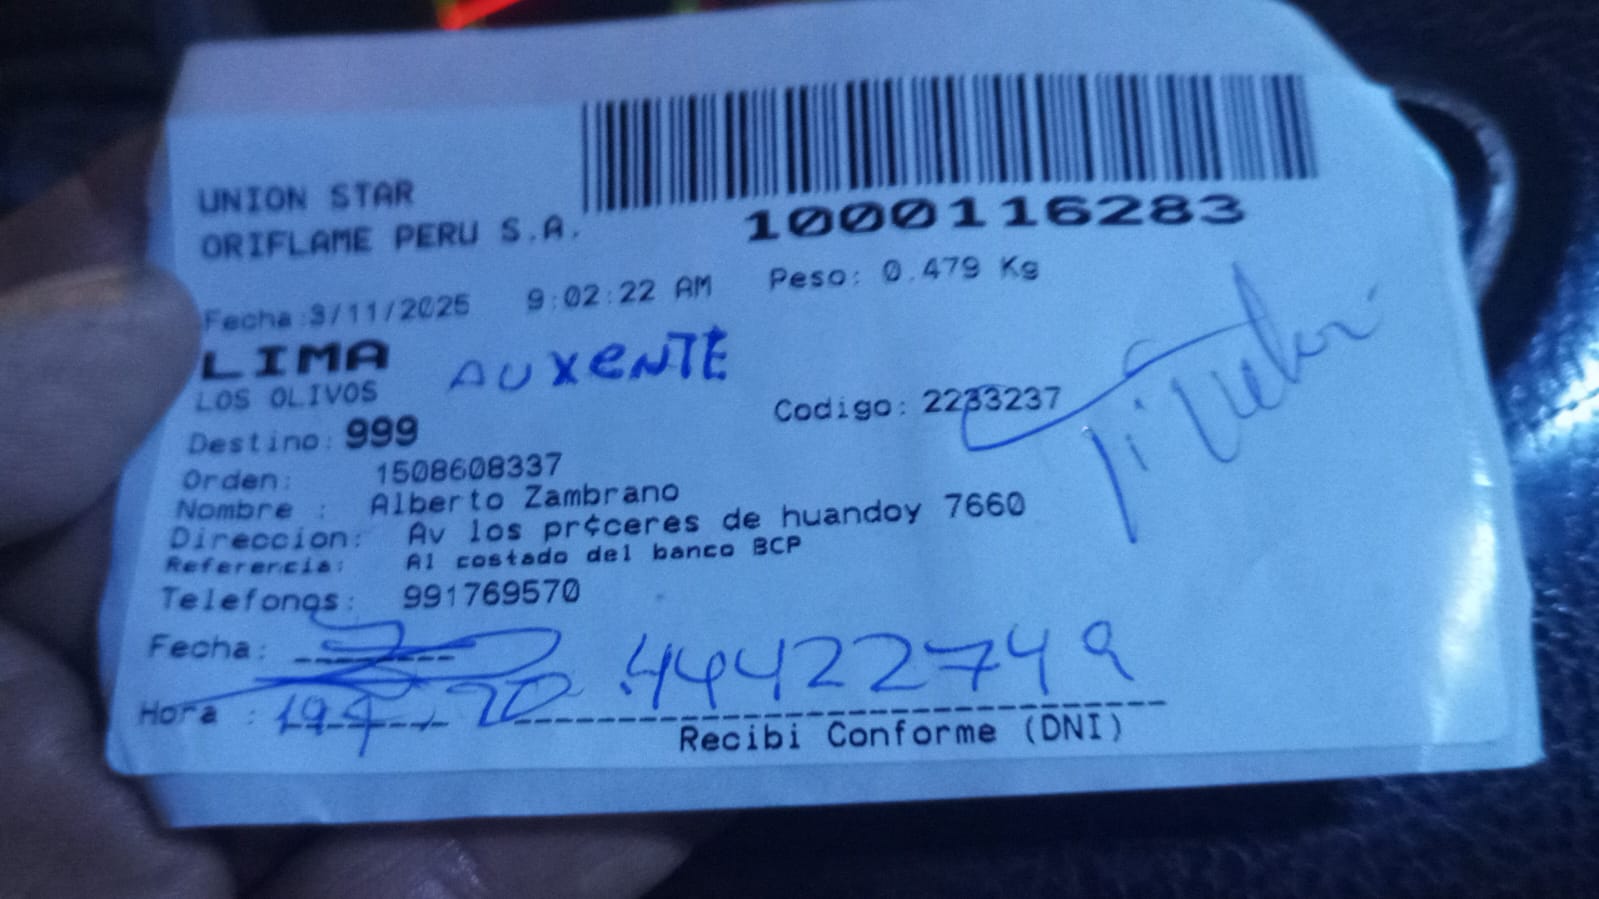 UNION STAR
ORIFLAME PERU S.A.
1000116283
Fecha:3/11/2025 9:02:22 AM Peso: 0.479 Kg
LIMA AUXENTE
LOS OLIVOS
Codigo: 2233237
Destino: 999
Orden: 1508608337
Nombre : Alberto Zambrano
Direccion: Av los pr¢ceres de huandoy 7660
Referencia: Al costado del banco BCP
Telefonos: 991769570
Fecha: 44422749
Hora :
Recibi Conforme (DNI)